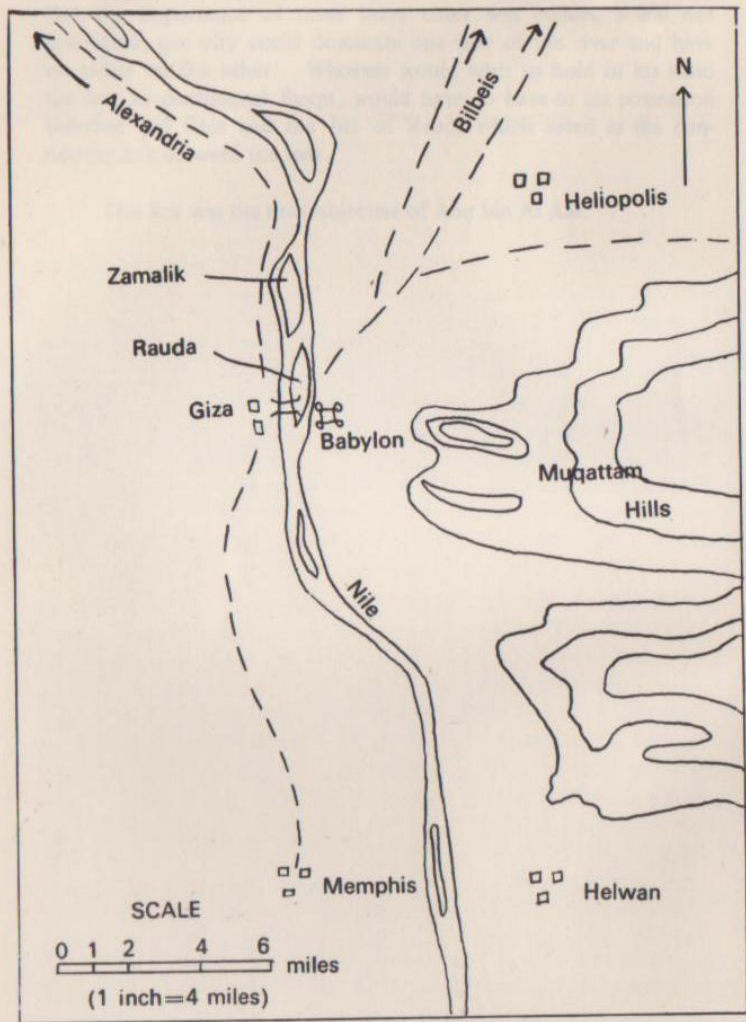 N
Alexandria
Bilbeis
Heliopolis
Zamalik
Rauda
Giza
Babylon
Muqattam
Hills
Nile
Memphis
Helwan
SCALE
0 1 2 4 6
miles
(1 inch=4 miles)